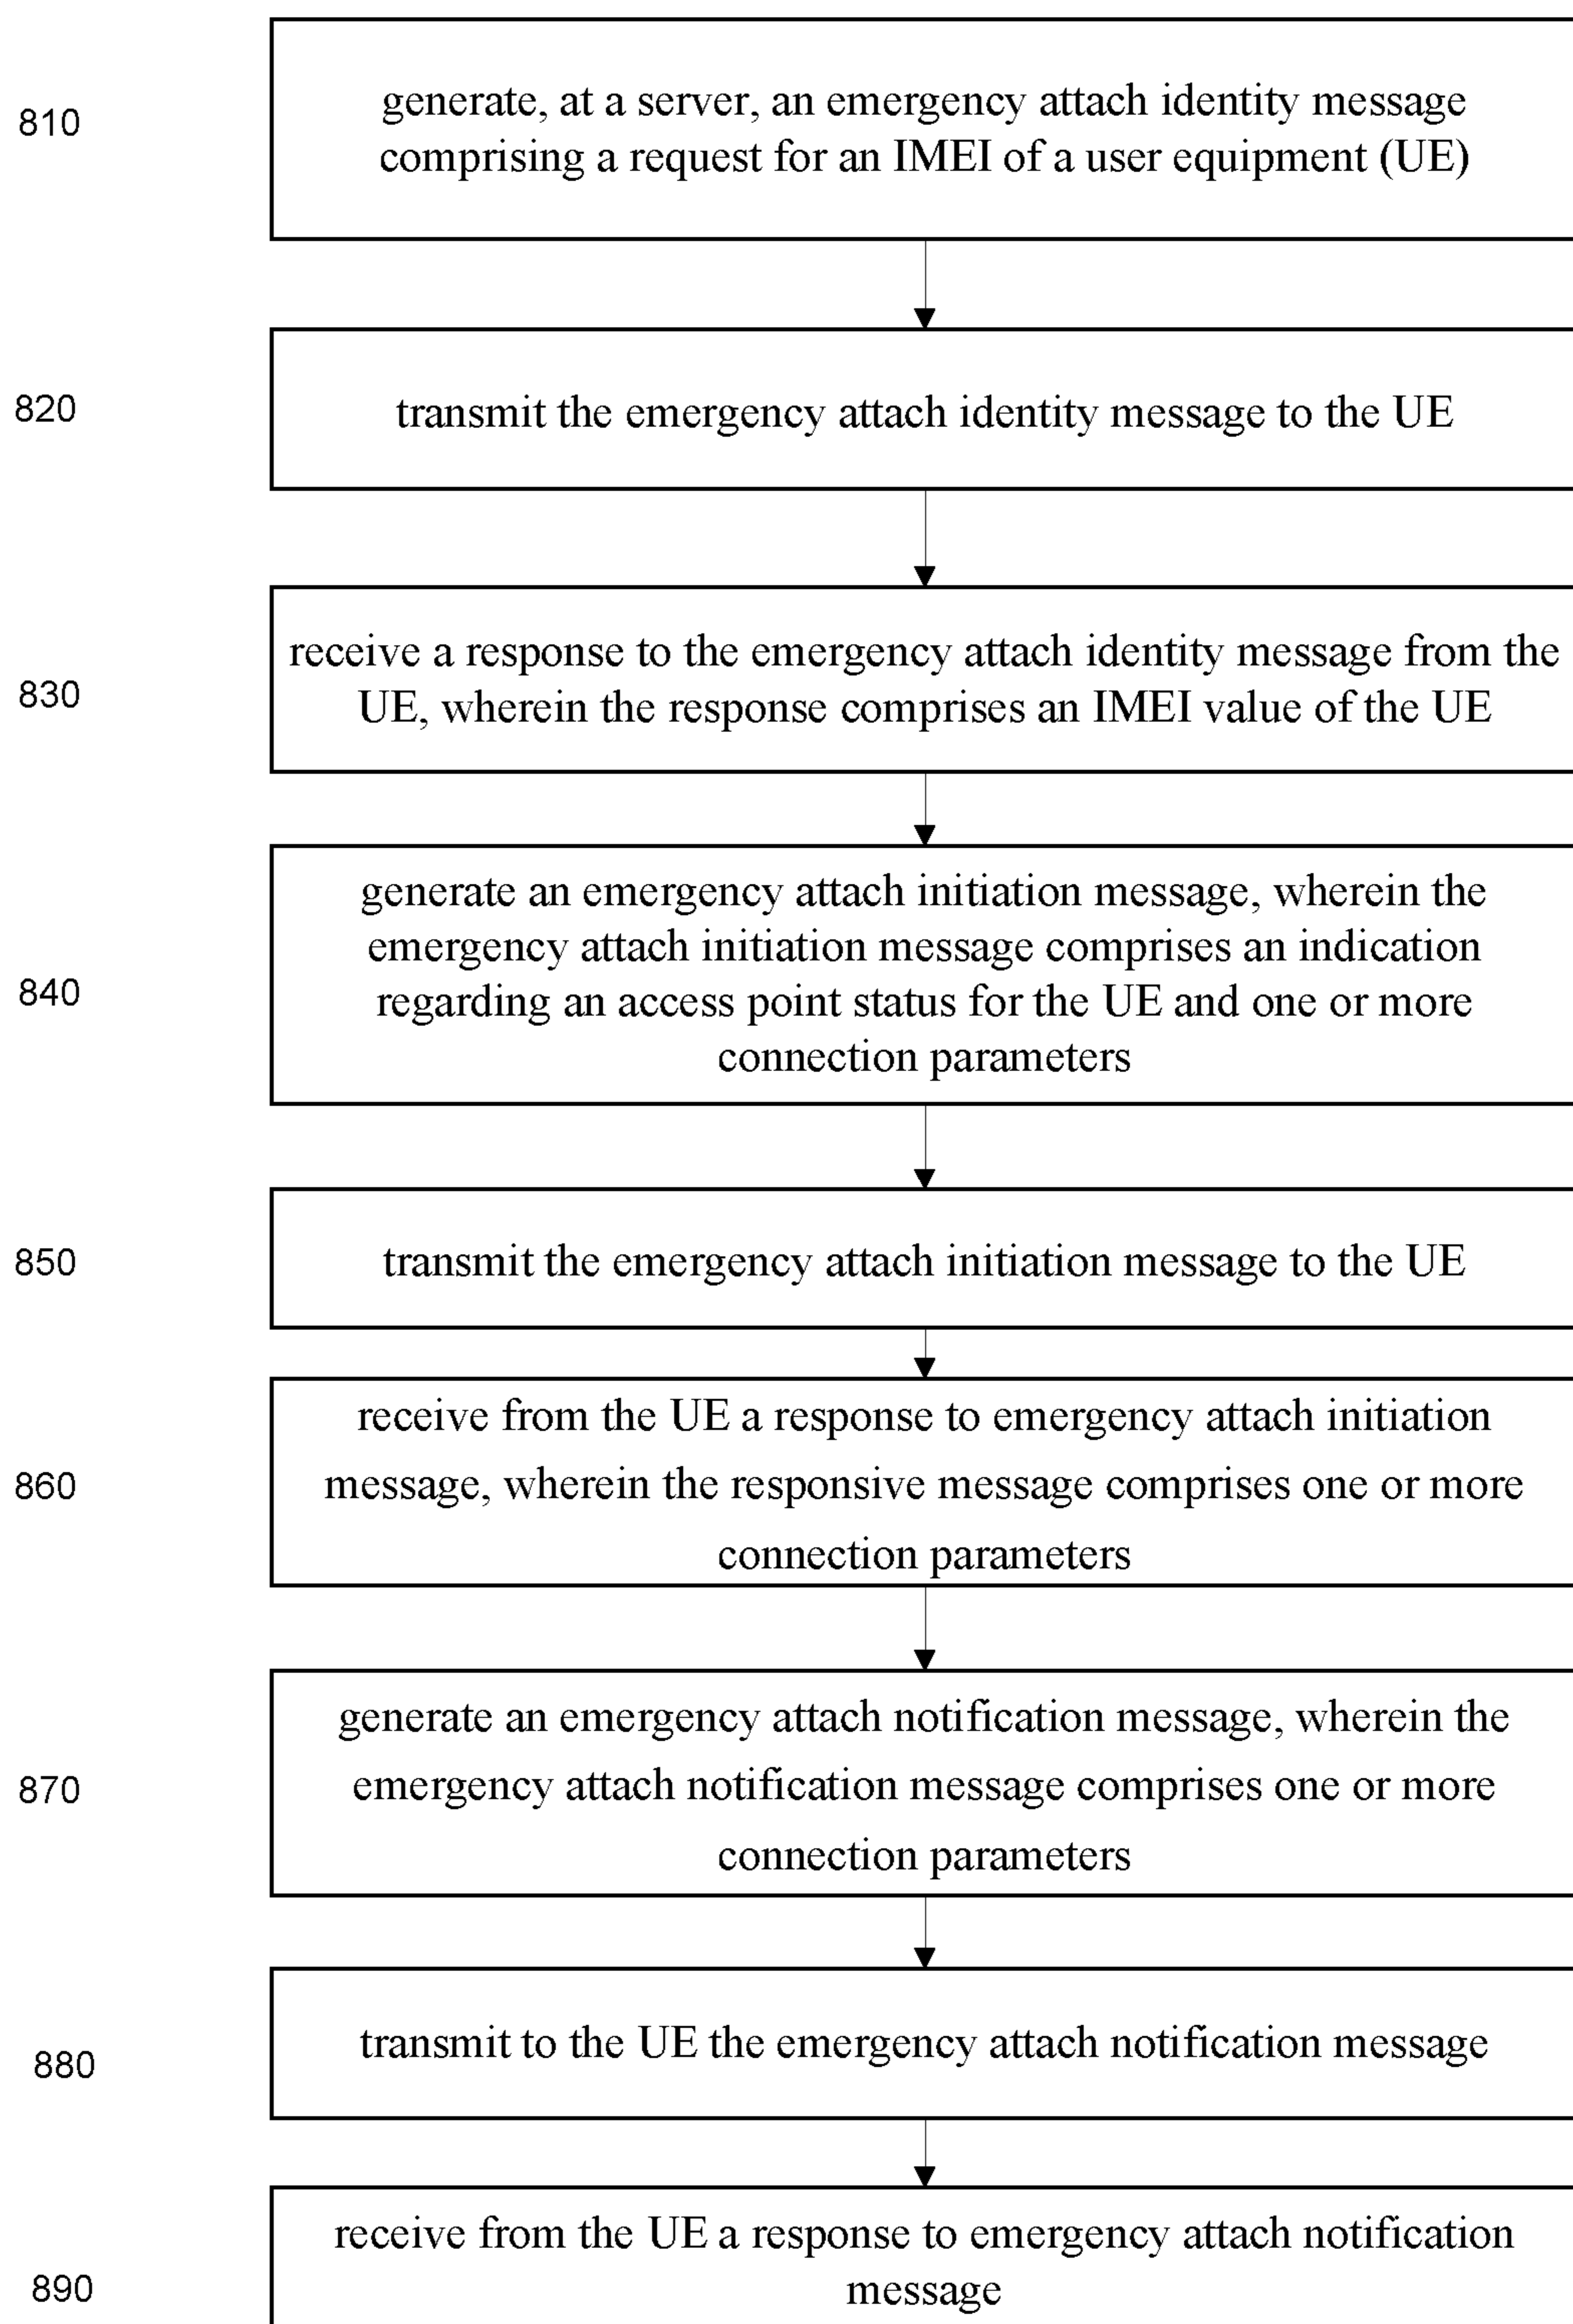 810
generate, at a server, an emergency attach identity message
comprising a request for an IMEI of a user equipment (UE)
820
transmit the emergency attach identity message to the UE
830
receive a response to the emergency attach identity message from the
UE, wherein the response comprises an IMEI value of the UE
840
generate an emergency attach initiation message, wherein the
emergency attach initiation message comprises an indication
regarding an access point status for the UE and one or more
connection parameters
850
transmit the emergency attach initiation message to the UE
860
receive from the UE a response to emergency attach initiation
message, wherein the responsive message comprises one or more
connection parameters
870
generate an emergency attach notification message, wherein the
emergency attach notification message comprises one or more
connection parameters
880
transmit to the UE the emergency attach notification message
890
receive from the UE a response to emergency attach notification
message